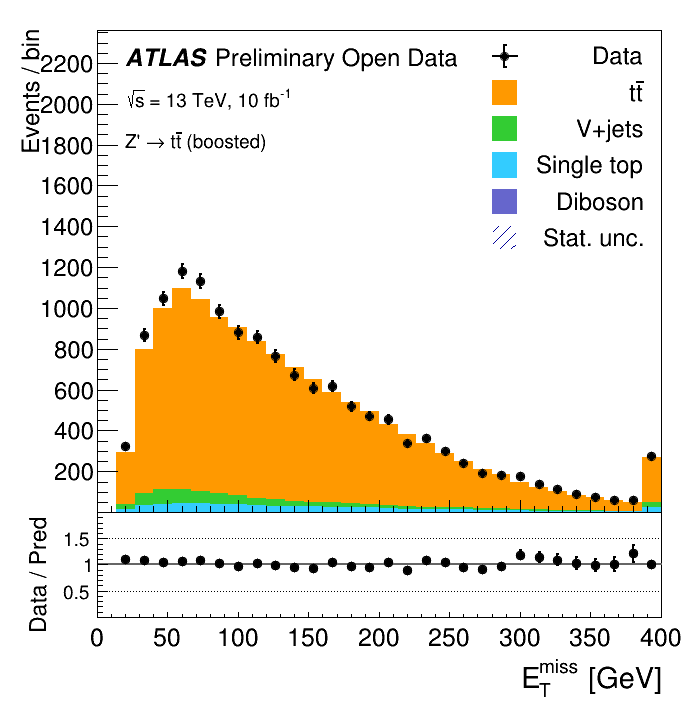 Events / bin
2200
2000
1800
1600
1400
1200
1000
800
600
400
200
ATLAS Preliminary Open Data
√s = 13 TeV, 10 fb⁻¹
Z' → tt̄ (boosted)
Data
tt̄
V+jets
Single top
Diboson
Stat. unc.
Data / Pred
1.5
1
0.5
0 50 100 150 200 250 300 350 400
E_T^miss [GeV]